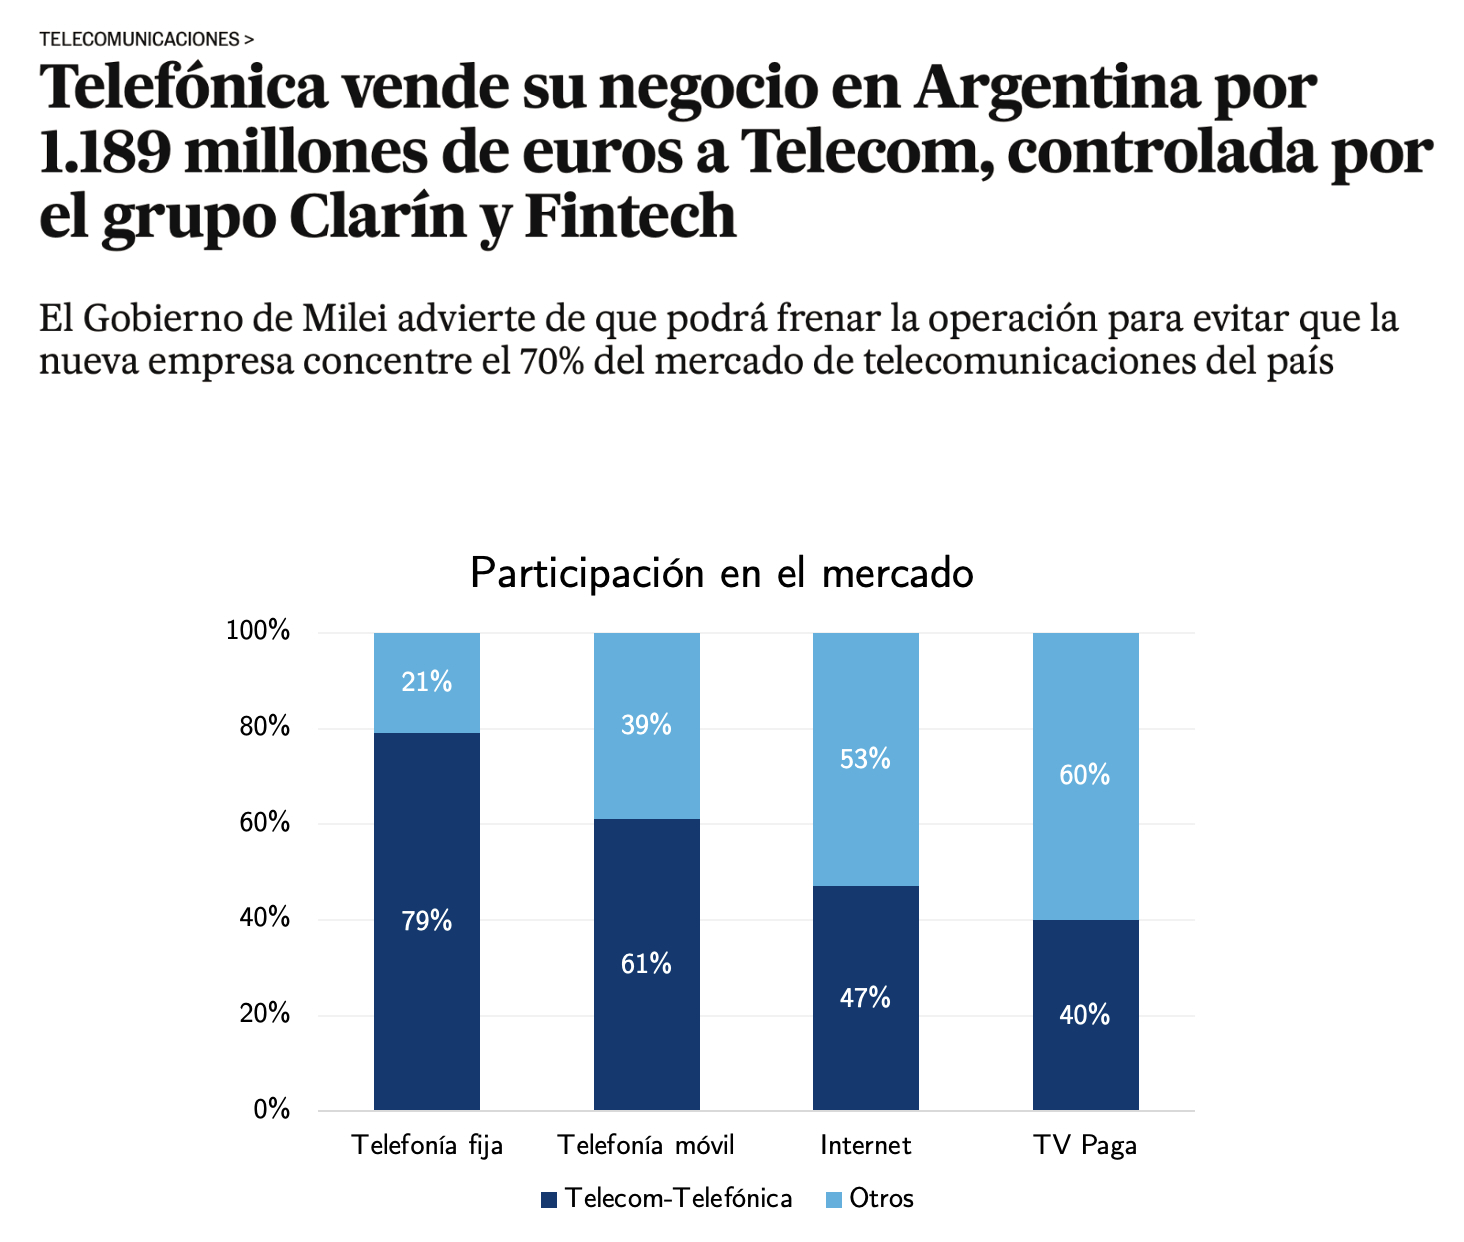 TELECOMUNICACIONES >
Telefónica vende su negocio en Argentina por
1.189 millones de euros a Telecom, controlada por
el grupo Clarín y Fintech
El Gobierno de Milei advierte de que podrá frenar la operación para evitar que la
nueva empresa concentre el 70% del mercado de telecomunicaciones del país
Participación en el mercado
100%
80%
60%
40%
20%
0%
21%
39%
53%
60%
79%
61%
47%
40%
Telefonía fija
Telefonía móvil
Internet
TV Paga
Telecom-Telefónica
Otros